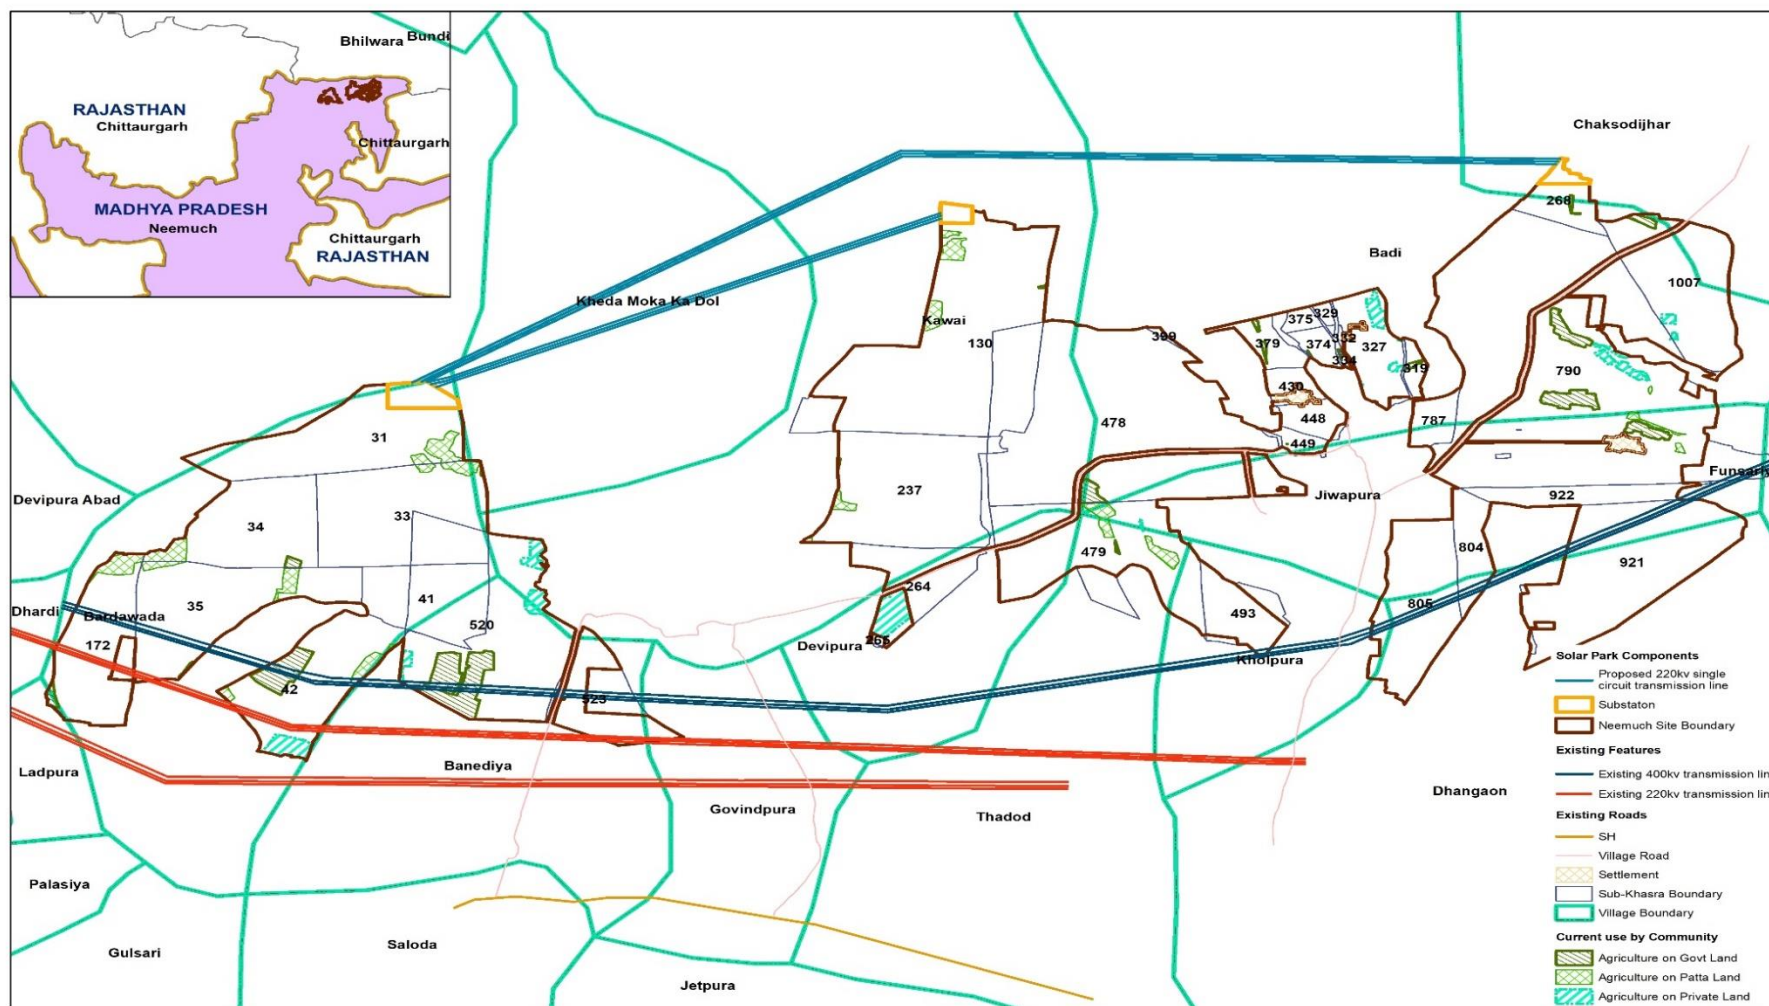 Bhilwara
Bundi
RAJASTHAN
Chittaurgarh
Chittaurgarh
MADHYA PRADESH
Neemuch
Chittaurgarh
RAJASTHAN
Chaksodijhar
268
Badi
1007
Kheda Moka Ka Dol
Kawai
130
399
375
329
379
374
332
334
327
319
790
430
448
449
478
787
31
Devipura Abad
34
33
237
Jiwapura
922
Funsariy
479
804
921
Dhardi
Bardawada
35
41
520
264
265
Devipura
493
805
Kholpura
172
42
523
Ladpura
Banediya
Govindpura
Thadod
Dhangaon
Palasiya
Gulsari
Saloda
Jetpura
Solar Park Components
Proposed 220kv single
circuit transmission line
Substaton
Neemuch Site Boundary
Existing Features
Existing 400kv transmission lin
Existing 220kv transmission lin
Existing Roads
SH
Village Road
Settlement
Sub-Khasra Boundary
Village Boundary
Current use by Community
Agriculture on Govt Land
Agriculture on Patta Land
Agriculture on Private Land